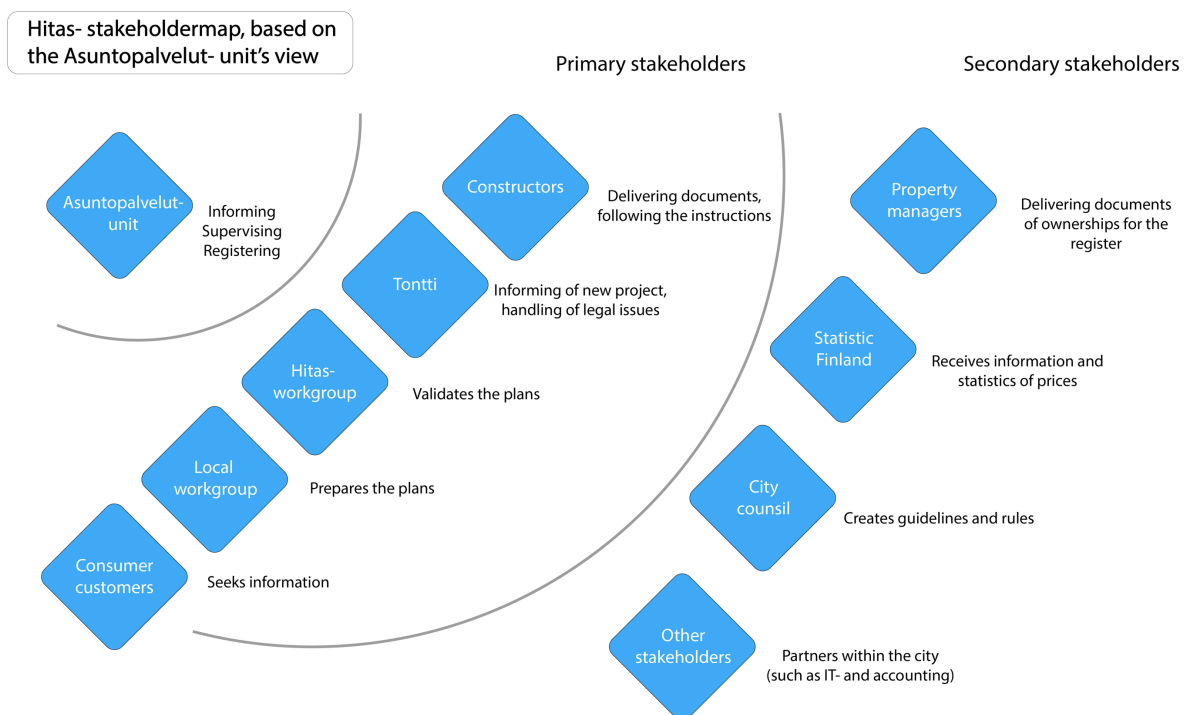 Hitas- stakeholdermap, based on
the Asuntopalvelut- unit's view
Primary stakeholders
Secondary stakeholders
Asuntopalvelut-
unit
Informing
Supervising
Registering
Constructors
Delivering documents,
following the instructions
Tontti
Informing of new project,
handling of legal issues
Hitas-
workgroup
Validates the plans
Local
workgroup
Prepares the plans
Consumer
customers
Seeks information
Property
managers
Delivering documents
of ownerships for the
register
Statistic
Finland
Receives information and
statistics of prices
City
counsil
Creates guidelines and rules
Other
stakeholders
Partners within the city
(such as IT- and accounting)